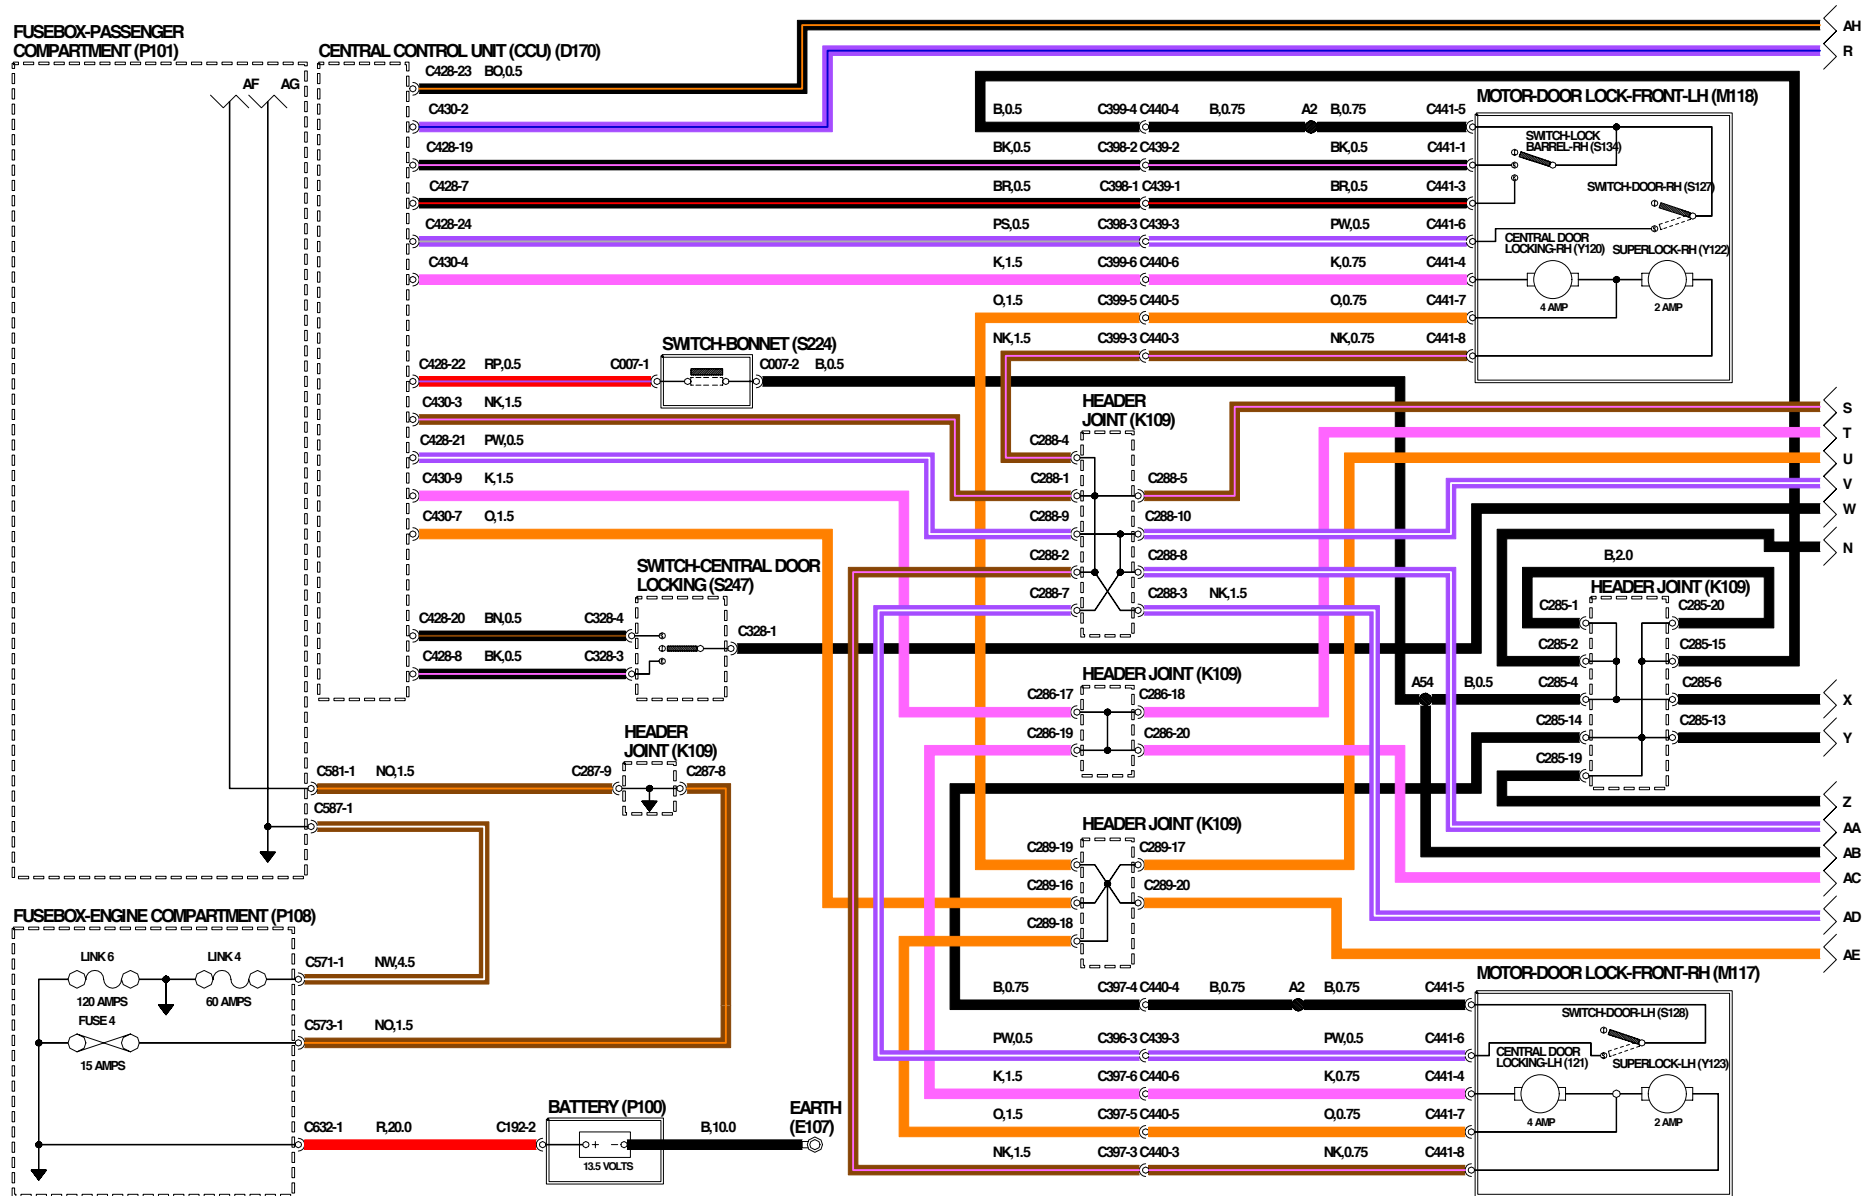 FUSEBOX-PASSENGER
COMPARTMENT (P101)
CENTRAL CONTROL UNIT (CCU) (D170)
AF
AG
C428-23 BO,0.5
C430-2
C428-19
C428-7
C428-24
C430-4
AH
R
MOTOR-DOOR LOCK-FRONT-LH (M118)
B,0.5 C399-4 C440-4 B,0.75 A2 B,0.75 C441-5
BK,0.5 C398-2 C439-2 BK,0.5 C441-1
BR,0.5 C398-1 C439-1 BR,0.5 C441-3
PS,0.5 C398-3 C439-3 PW,0.5 C441-6
K,1.5 C399-6 C440-6 K,0.75 C441-4
O,1.5 C399-5 C440-5 O,0.75 C441-7
NK,1.5 C399-3 C440-3 NK,0.75 C441-8
SWITCH-LOCK
BARREL-RH (S134)
SWITCH-DOOR-RH (S127)
CENTRAL DOOR
LOCKING-RH (Y120)
SUPERLOCK-RH (Y122)
4 AMP
2 AMP
SWITCH-BONNET (S224)
C428-22 RP,0.5 C007-1 C007-2 B,0.5
C430-3 NK,1.5
C428-21 PW,0.5
C430-9 K,1.5
C430-7 O,1.5
HEADER
JOINT (K109)
C288-4
C288-1 C288-5
C288-9 C288-10
C288-2 C288-8
C288-7 C288-3 NK,1.5
S
T
U
V
W
N
SWITCH-CENTRAL DOOR
LOCKING (S247)
C428-20 BN,0.5 C328-4
C428-8 BK,0.5 C328-3
C328-1
B,2.0
HEADER JOINT (K109)
C285-1 C285-20
C285-2 C285-15
A54 B,0.5 C285-4 C285-6
C285-14 C285-13
C285-19
X
Y
Z
AA
AB
AC
AD
AE
HEADER JOINT (K109)
C286-17 C286-18
C286-19 C286-20
HEADER
JOINT (K109)
C581-1 NO,1.5 C287-9 C287-8
C587-1
HEADER JOINT (K109)
C289-19 C289-17
C289-16 C289-20
C289-18
FUSEBOX-ENGINE COMPARTMENT (P108)
LINK 6
120 AMPS
LINK 4
60 AMPS
FUSE 4
15 AMPS
C571-1 NW,4.5
C573-1 NO,1.5
C632-1 R,20.0 C192-2
BATTERY (P100)
+ -
13.5 VOLTS
B,10.0
EARTH
(E107)
MOTOR-DOOR LOCK-FRONT-RH (M117)
B,0.75 C397-4 C440-4 B,0.75 A2 B,0.75 C441-5
PW,0.5 C396-3 C439-3 PW,0.5 C441-6
K,1.5 C397-6 C440-6 K,0.75 C441-4
O,1.5 C397-5 C440-5 O,0.75 C441-7
NK,1.5 C397-3 C440-3 NK,0.75 C441-8
SWITCH-DOOR-LH (S128)
CENTRAL DOOR
LOCKING-LH (121)
SUPERLOCK-LH (Y123)
4 AMP
2 AMP